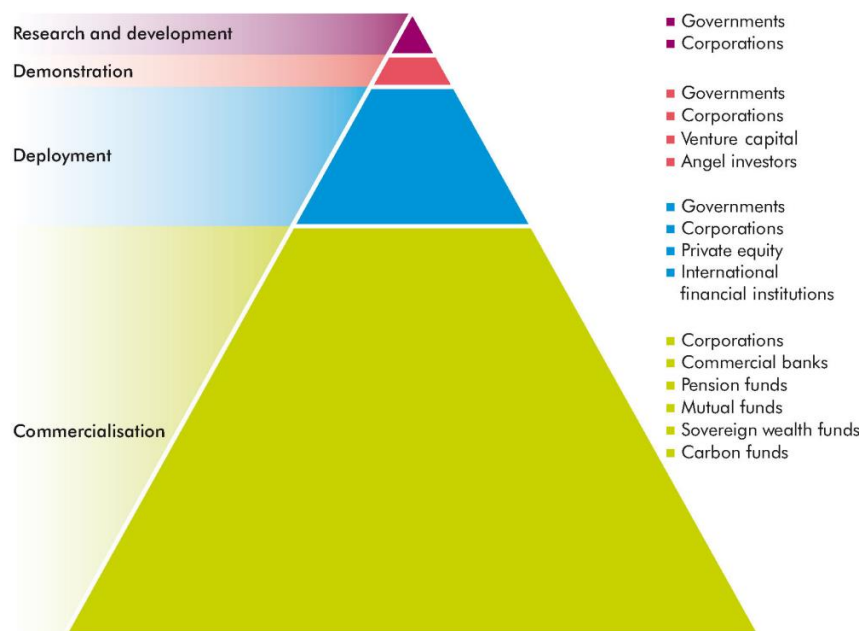 Research and development
Demonstration
Deployment
Commercialisation
Governments
Corporations
Governments
Corporations
Venture capital
Angel investors
Governments
Corporations
Private equity
International
financial institutions
Corporations
Commercial banks
Pension funds
Mutual funds
Sovereign wealth funds
Carbon funds